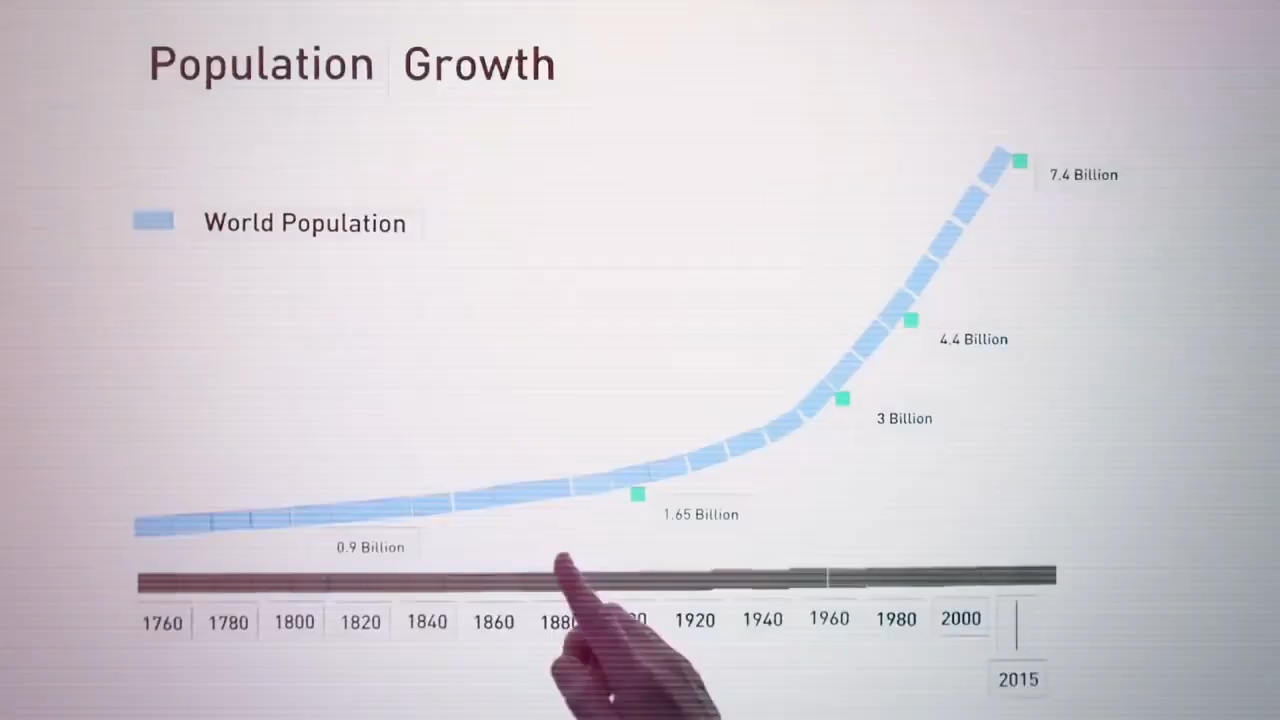 Population Growth
World Population
7.4 Billion
4.4 Billion
3 Billion
1.65 Billion
0.9 Billion
1760 1780 1800 1820 1840 1860 1880 1920 1940 1960 1980 2000
2015